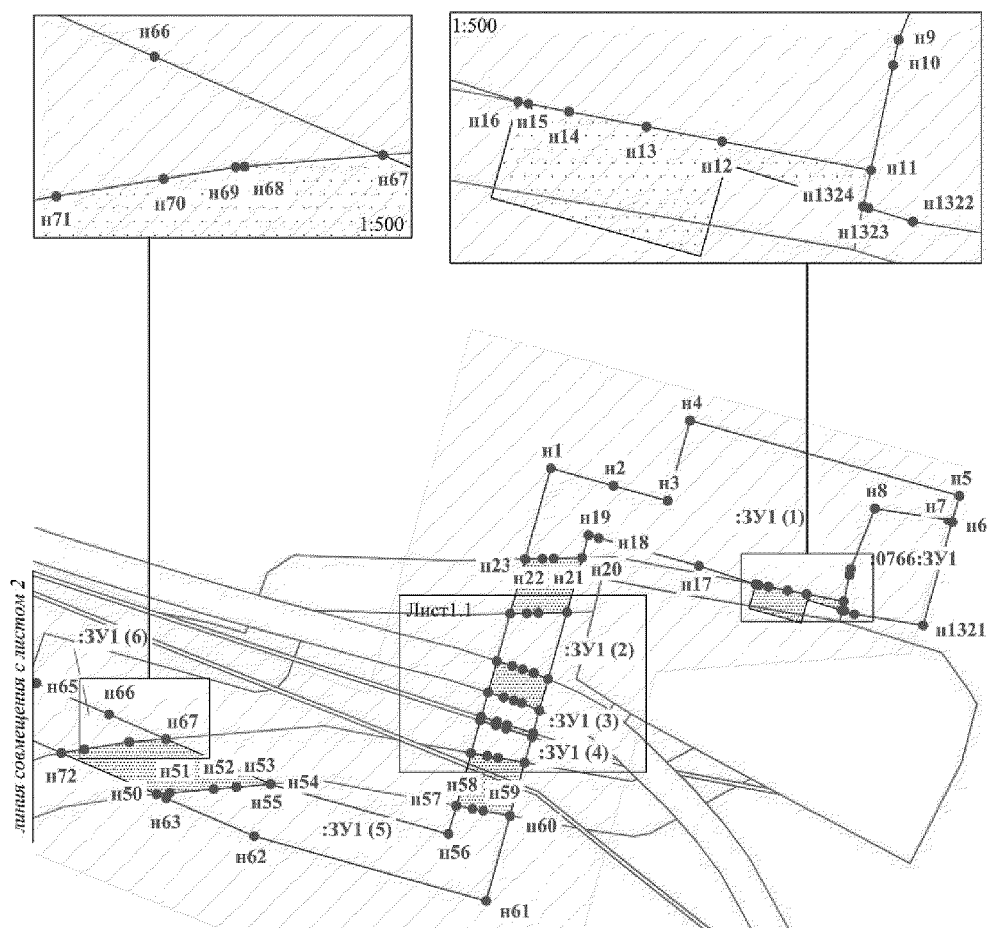 н66
н67
н68
н69
н70
н71
1:500
1:500
н9
н10
н16
н15
н14
н13
н12
н11
н1324
н1322
н1323
н4
н1
н2
н3
н5
н8
н7
н6
:ЗУ1 (1)
н19
н18
:0766:ЗУ1
н23
н22
н21
н20
н17
Лист1.1
н1321
линия совмещения с листом 2
:ЗУ1 (6)
:ЗУ1 (2)
н65
н66
н67
:ЗУ1 (3)
:ЗУ1 (4)
н72
н51
н52
н53
н54
н50
н55
н58
н59
н57
н60
н63
:ЗУ1 (5)
н56
н62
н61